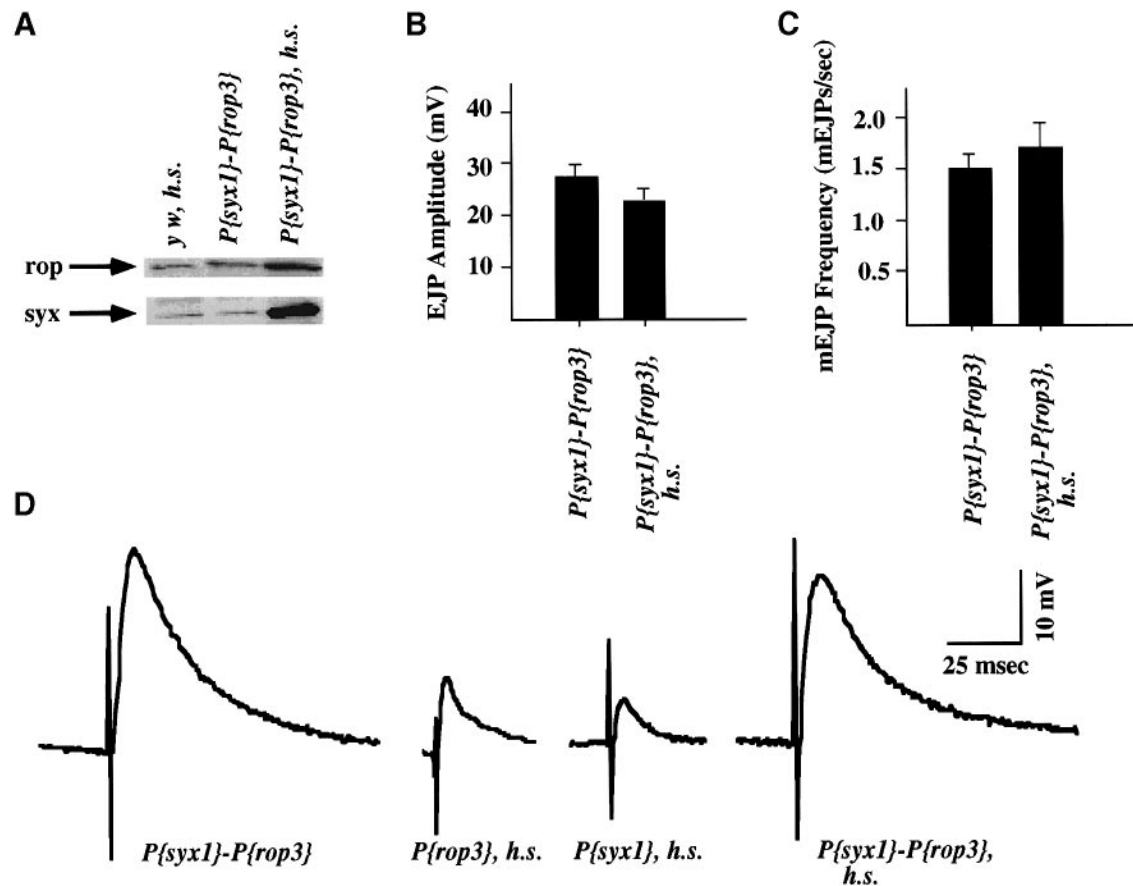 A
y w, h.s.
P{syx1}-P{rop3}
P{syx1}-P{rop3}, h.s.
rop
syx
B
EJP Amplitude (mV)
40
30
20
10
P{syx1}-P{rop3}
P{syx1}-P{rop3},
h.s.
C
mEJP Frequency (mEJPs/sec)
2.0
1.5
1.0
0.5
P{syx1}-P{rop3}
P{syx1}-P{rop3},
h.s.
D
10 mV
25 msec
P{syx1}-P{rop3}
P{rop3}, h.s.
P{syx1}, h.s.
P{syx1}-P{rop3},
h.s.